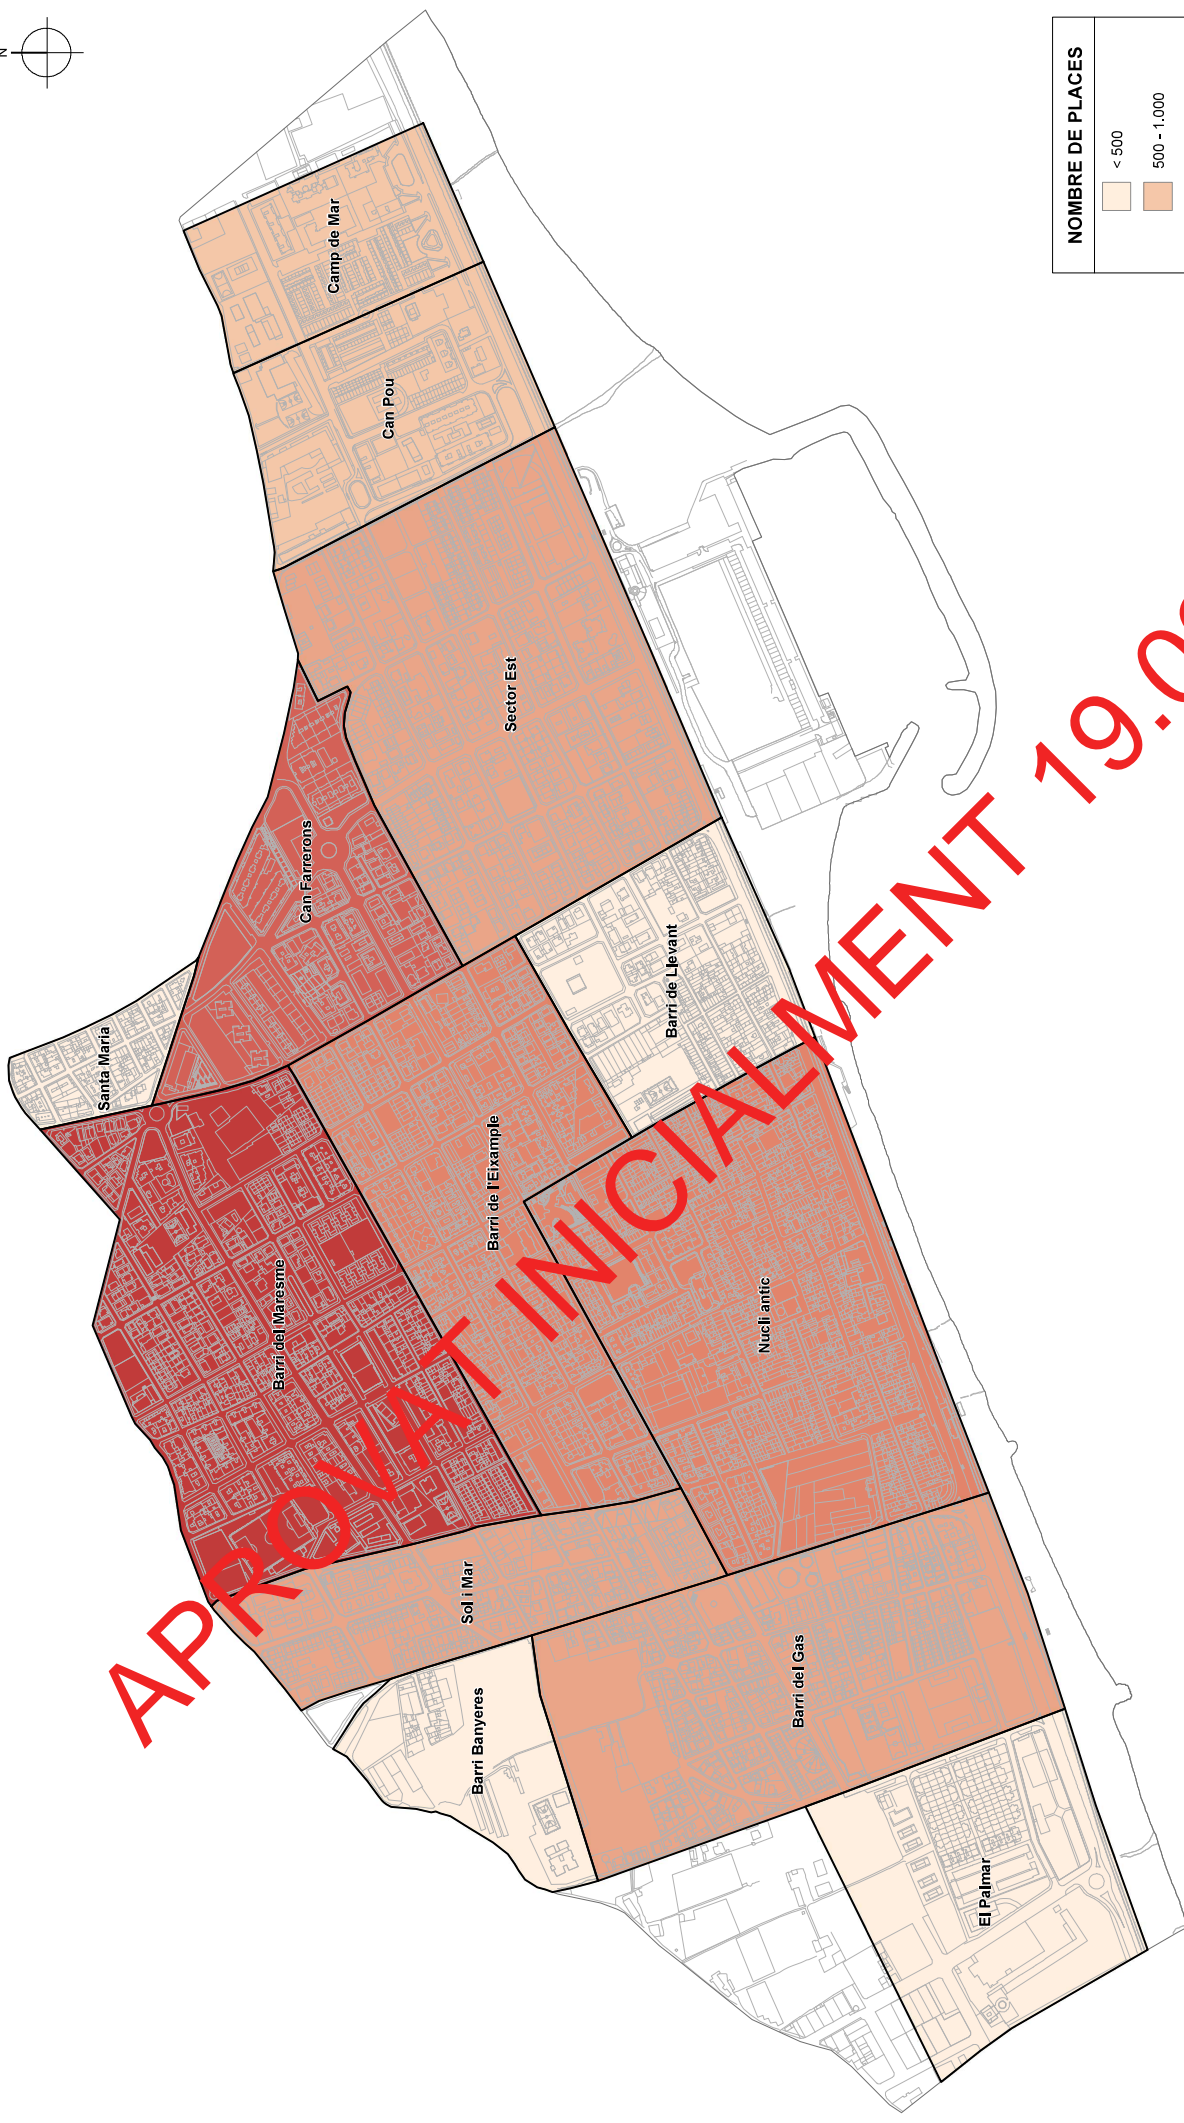 N
NOMBRE DE PLACES
< 500
500 - 1.000
Camp de Mar
Can Pou
Sector Est
Can Farrerons
Santa Maria
Barri de Llevant
Barri de l'Eixample
Barri del Maresme
Nucli antic
Sol i Mar
Barri Banyeres
Barri del Gas
El Palmar
APROVAT INICIALMENT 19.0